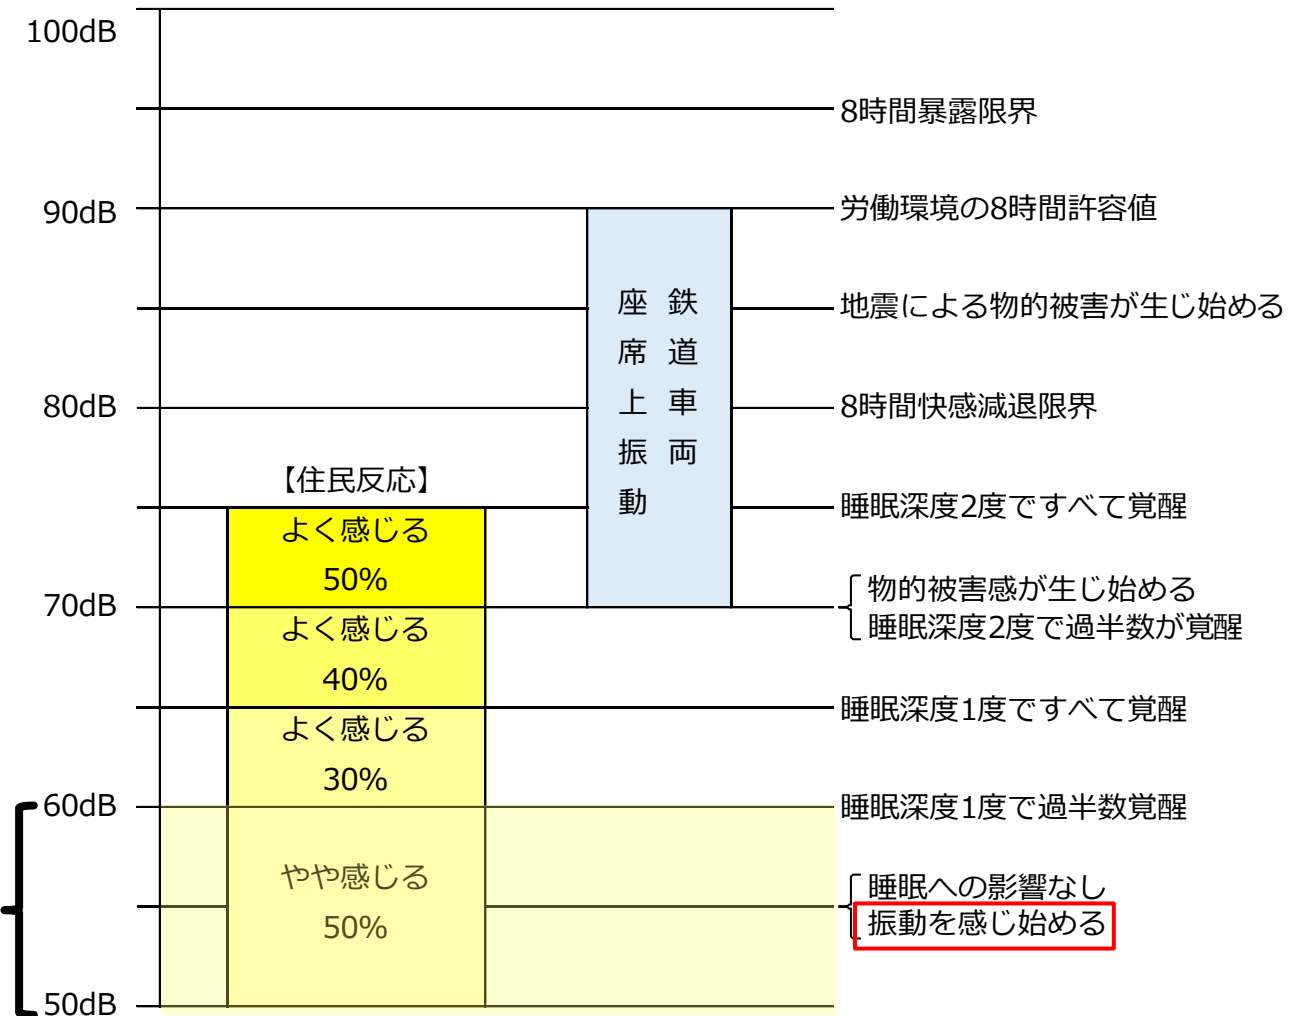 100dB
8時間暴露限界
90dB
労働環境の8時間許容値
鉄道車両
座席上振動
地震による物的被害が生じ始める
80dB
8時間快感減退限界
【住民反応】
よく感じる
50%
睡眠深度2度ですべて覚醒
70dB
物的被害感が生じ始める
睡眠深度2度で過半数が覚醒
よく感じる
40%
睡眠深度1度ですべて覚醒
よく感じる
30%
60dB
睡眠深度1度で過半数覚醒
やや感じる
50%
睡眠への影響なし
振動を感じ始める
50dB